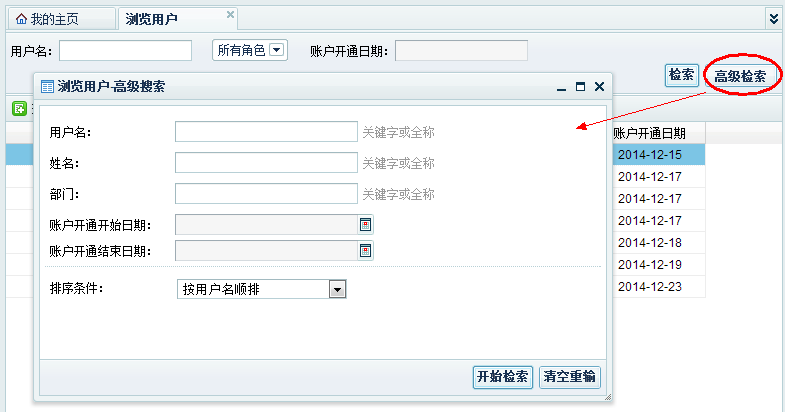 我的主页 浏览用户
用户名： 所有角色 账户开通日期：
检索 高级检索
浏览用户-高级搜索
用户名： 关键字或全称
姓名： 关键字或全称
部门： 关键字或全称
账户开通开始日期：
账户开通结束日期：
排序条件： 按用户名顺排
开始检索 清空重输
账户开通日期
2014-12-15
2014-12-17
2014-12-17
2014-12-17
2014-12-18
2014-12-19
2014-12-23